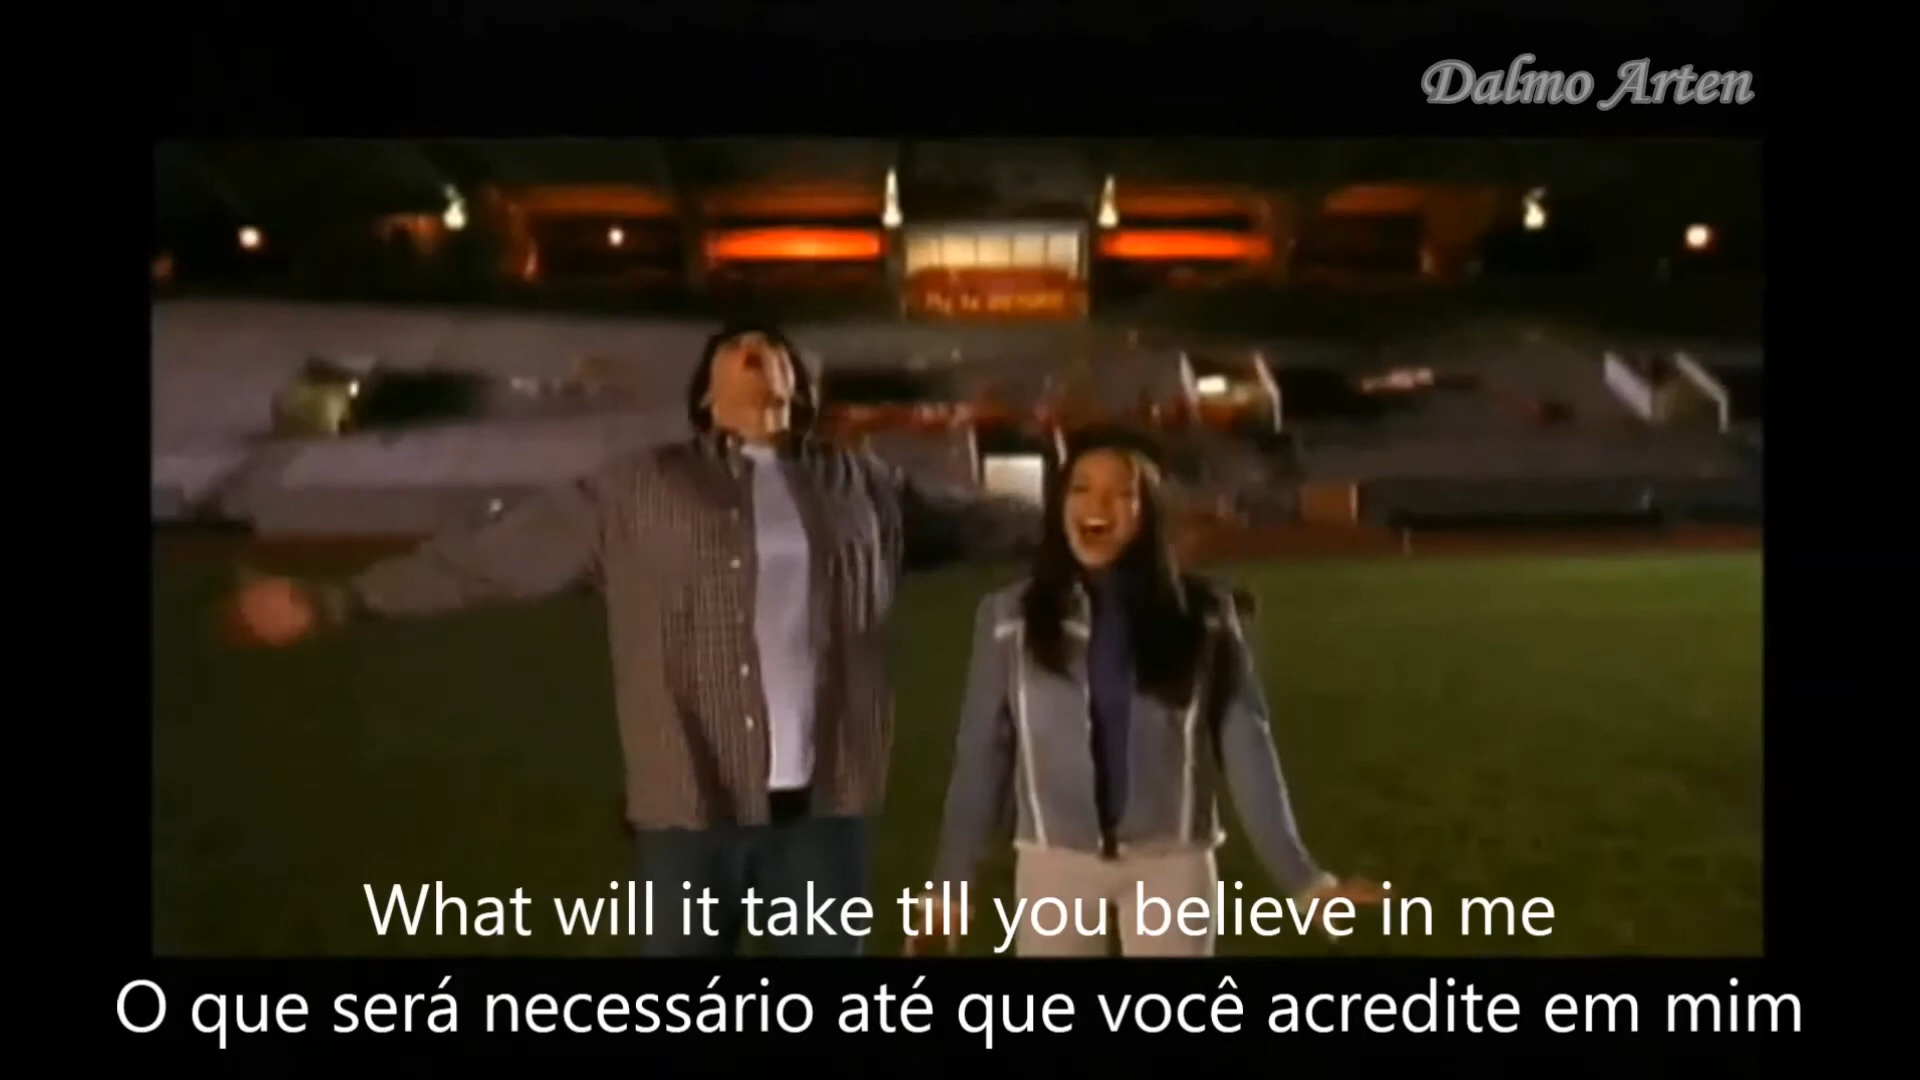 Dalmo Arten
What will it take till you believe in me
O que será necessário até que você acredite em mim